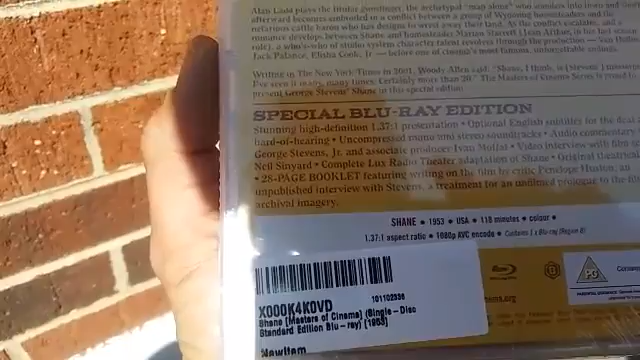 Alan Ladd plays the titular gunslinger, the archetypal "man alone" who wanders into town and
afterward becomes embroiled in a conflict between a group of Wyoming homesteaders and the
nefarious cattle baron who has designs to weed away their land. As the conflict escalates, and a
romance develops between Shane and homesteader Marian Starrett (Jean Arthur, in his last screen
role), a who's-who of studio system character talent revolves through the production — Van Heflin
Jack Palance, Elisha Cook, Jr. — before one of cinema's most famous, unforgettable endings.
Writing in The New York Times in 2001, Woody Allen said: "Shane, I think, is [Stevens']
I've seen it many, many times. Certainly more than 20." The Masters of Cinema Series is proud to
present George Stevens' Shane in this special edition
SPECIAL BLU-RAY EDITION
Stunning high-definition 1.37:1 presentation • Optional English subtitles for the deaf
hard-of-hearing • Uncompressed mono and stereo soundtracks • Audio commentary
George Stevens, Jr. and associate producer Ivan Moffat • Video interview with film
Neil Sinyard • Complete Lux Radio Theater adaptation of Shane • Original theatrical
• 28-PAGE BOOKLET featuring writing on the film by critic Penelope Huston, an
unpublished interview with Stevens, a treatment for an unfilmed prologue to the
archival imagery.
SHANE • 1953 • USA • 118 minutes • colour •
1.37:1 aspect ratio • 1080p AVC encode • Contains 1 x Blu-ray (Region B)
X000K4K0VD
101102336
Shane [Masters of Cinema] (Single-Disc
Standard Edition Blu-ray) (1953)
NewItem
PG